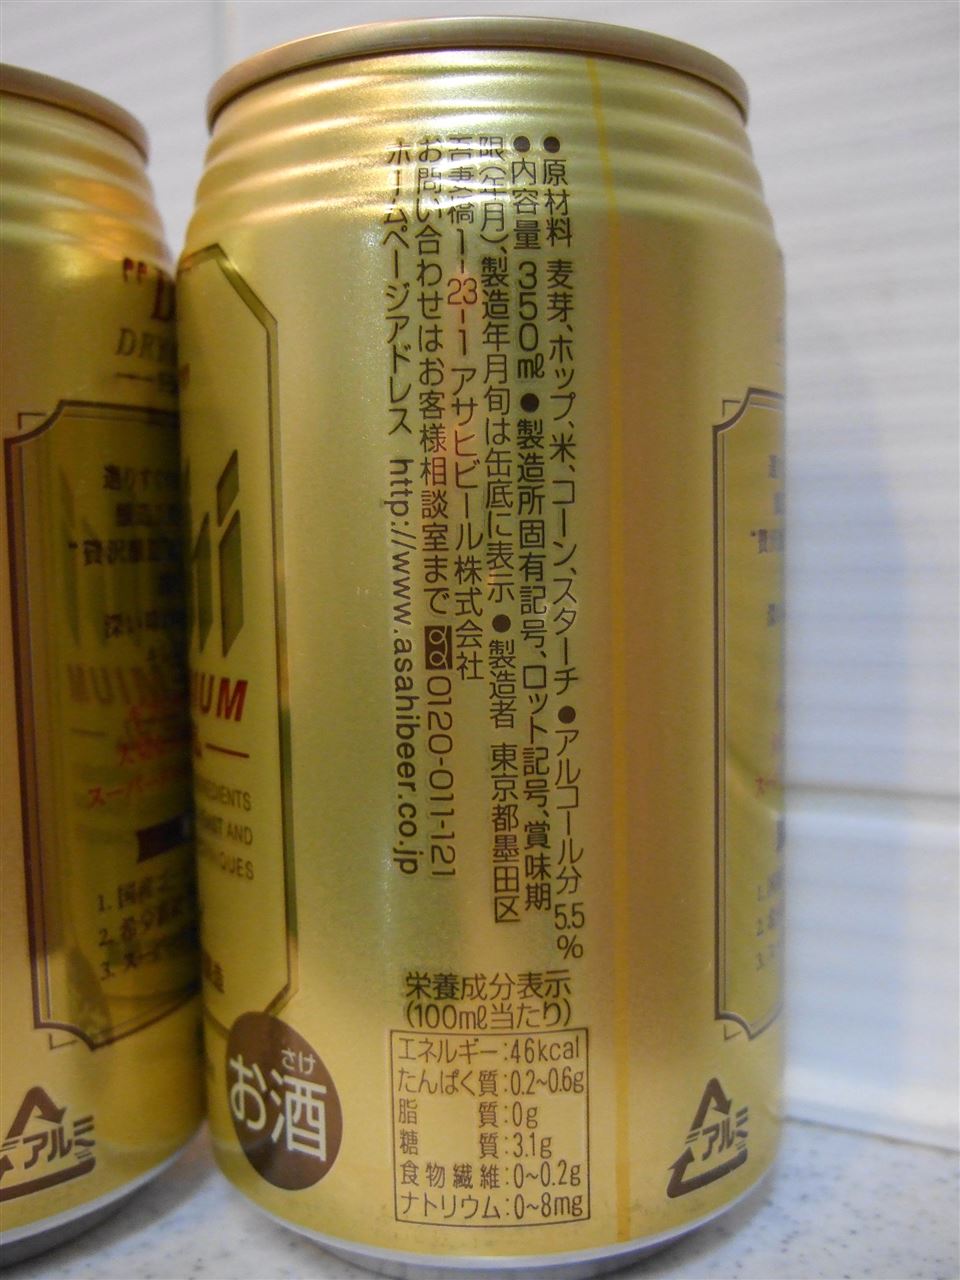 ●原材料 麦芽、ホップ、米、コーン、スターチ ●アルコール分 5.5%
●内容量 350㎖ ●製造所固有記号、ロット記号、賞味期
限(年月)、製造年月旬は缶底に表示 ●製造者 東京都墨田区
吾妻橋1-23-1 アサヒビール株式会社
お問い合わせはお客様相談室まで 0120-011-121
ホームページアドレス http://www.asahibeer.co.jp
栄養成分表示
(100㎖当たり)
エネルギー:46kcal
たんぱく質:0.2~0.6g
脂質:0g
糖質:3.1g
食物繊維:0~0.2g
ナトリウム:0~8mg
さけ
お酒
アルミ
アルミ